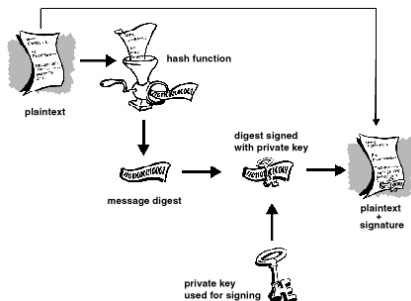 hash function
plaintext
digest signed
with private key
message digest
plaintext
+
signature
private key
used for signing